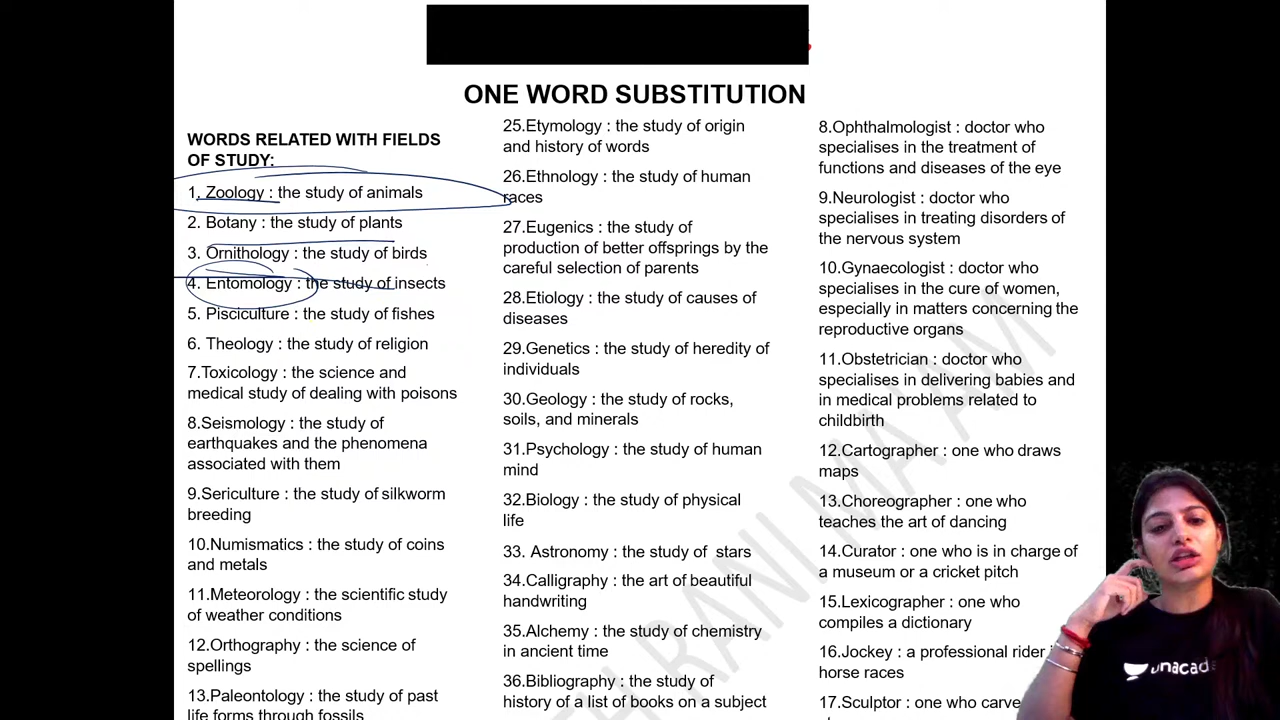 ONE WORD SUBSTITUTION
WORDS RELATED WITH FIELDS
OF STUDY:
1. Zoology : the study of animals
2. Botany : the study of plants
3. Ornithology : the study of birds
4. Entomology : the study of insects
5. Pisciculture : the study of fishes
6. Theology : the study of religion
7.Toxicology : the science and
medical study of dealing with poisons
8.Seismology : the study of
earthquakes and the phenomena
associated with them
9.Sericulture : the study of silkworm
breeding
10.Numismatics : the study of coins
and metals
11.Meteorology : the scientific study
of weather conditions
12.Orthography : the science of
spellings
13.Paleontology : the study of past
life forms through fossils
25.Etymology : the study of origin
and history of words
26.Ethnology : the study of human
races
27.Eugenics : the study of
production of better offsprings by the
careful selection of parents
28.Etiology : the study of causes of
diseases
29.Genetics : the study of heredity of
individuals
30.Geology : the study of rocks,
soils, and minerals
31.Psychology : the study of human
mind
32.Biology : the study of physical
life
33. Astronomy : the study of stars
34.Calligraphy : the art of beautiful
handwriting
35.Alchemy : the study of chemistry
in ancient time
36.Bibliography : the study of
history of a list of books on a subject
8.Ophthalmologist : doctor who
specialises in the treatment of
functions and diseases of the eye
9.Neurologist : doctor who
specialises in treating disorders of
the nervous system
10.Gynaecologist : doctor who
specialises in the cure of women,
especially in matters concerning the
reproductive organs
11.Obstetrician : doctor who
specialises in delivering babies and
in medical problems related to
childbirth
12.Cartographer : one who draws
maps
13.Choreographer : one who
teaches the art of dancing
14.Curator : one who is in charge of
a museum or a cricket pitch
15.Lexicographer : one who
compiles a dictionary
16.Jockey : a professional rider
horse races
17.Sculptor : one who
RANI MA'AM